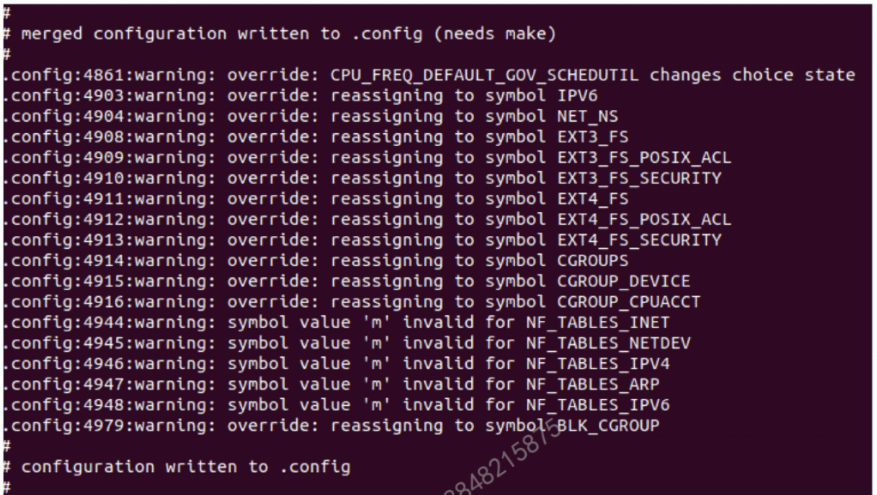 #
# merged configuration written to .config (needs make)
#
.config:4861:warning: override: CPU_FREQ_DEFAULT_GOV_SCHEDUTIL changes choice state
.config:4903:warning: override: reassigning to symbol IPV6
.config:4904:warning: override: reassigning to symbol NET_NS
.config:4908:warning: override: reassigning to symbol EXT3_FS
.config:4909:warning: override: reassigning to symbol EXT3_FS_POSIX_ACL
.config:4910:warning: override: reassigning to symbol EXT3_FS_SECURITY
.config:4911:warning: override: reassigning to symbol EXT4_FS
.config:4912:warning: override: reassigning to symbol EXT4_FS_POSIX_ACL
.config:4913:warning: override: reassigning to symbol EXT4_FS_SECURITY
.config:4914:warning: override: reassigning to symbol CGROUPS
.config:4915:warning: override: reassigning to symbol CGROUP_DEVICE
.config:4916:warning: override: reassigning to symbol CGROUP_CPUACCT
.config:4944:warning: symbol value 'm' invalid for NF_TABLES_INET
.config:4945:warning: symbol value 'm' invalid for NF_TABLES_NETDEV
.config:4946:warning: symbol value 'm' invalid for NF_TABLES_IPV4
.config:4947:warning: symbol value 'm' invalid for NF_TABLES_ARP
.config:4948:warning: symbol value 'm' invalid for NF_TABLES_IPV6
.config:4979:warning: override: reassigning to symbol BLK_CGROUP
#
# configuration written to .config
#